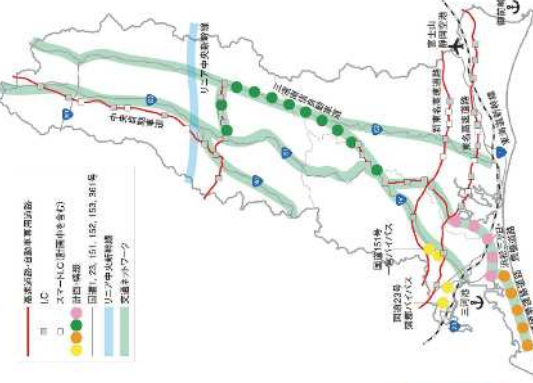 高規格道路・自動車専用道路
I.C
スマートI.C(計画中を含む)
計画・構想
国道1, 23, 151, 152, 153, 361号
リニア中央新幹線
交通ネットワーク
リニア中央新幹線
中央自動車道
三遠南信自動車道
富士山
静岡空港
御前崎
新東名高速道路
東名高速道路
東海道新幹線
国道151号
一宮バイパス
国道23号
蒲郡バイパス
三河港